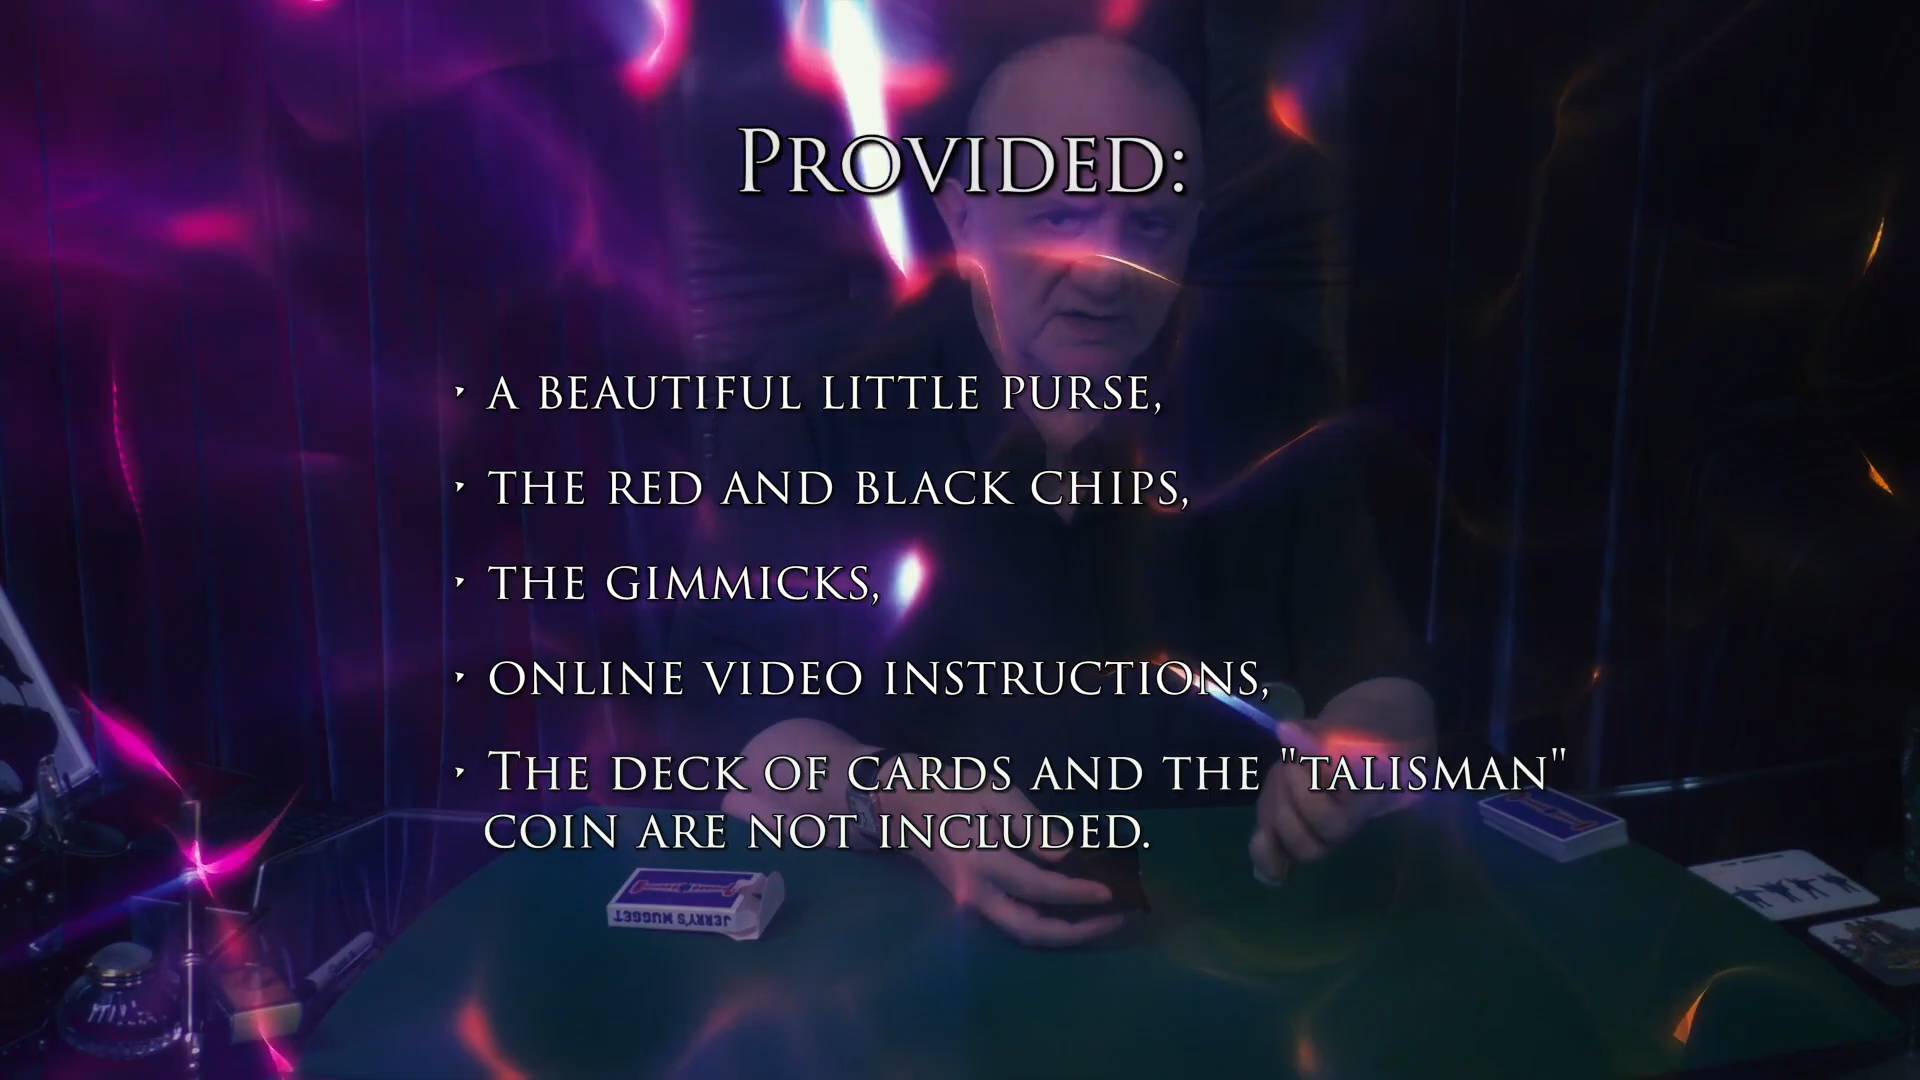 PROVIDED:
‣ A BEAUTIFUL LITTLE PURSE,
‣ THE RED AND BLACK CHIPS,
‣ THE GIMMICKS,
‣ ONLINE VIDEO INSTRUCTIONS,
‣ THE DECK OF CARDS AND THE "TALISMAN"
COIN ARE NOT INCLUDED.
JERRY'S NUGGET